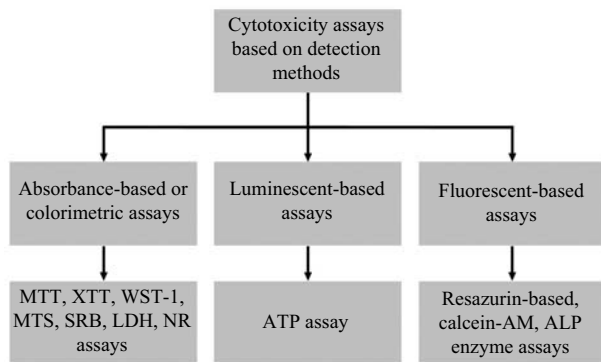 Cytotoxicity assays
based on detection
methods
Absorbance-based or
colorimetric assays
Luminescent-based
assays
Fluorescent-based
assays
MTT, XTT, WST-1,
MTS, SRB, LDH, NR
assays
ATP assay
Resazurin-based,
calcein-AM, ALP
enzyme assays